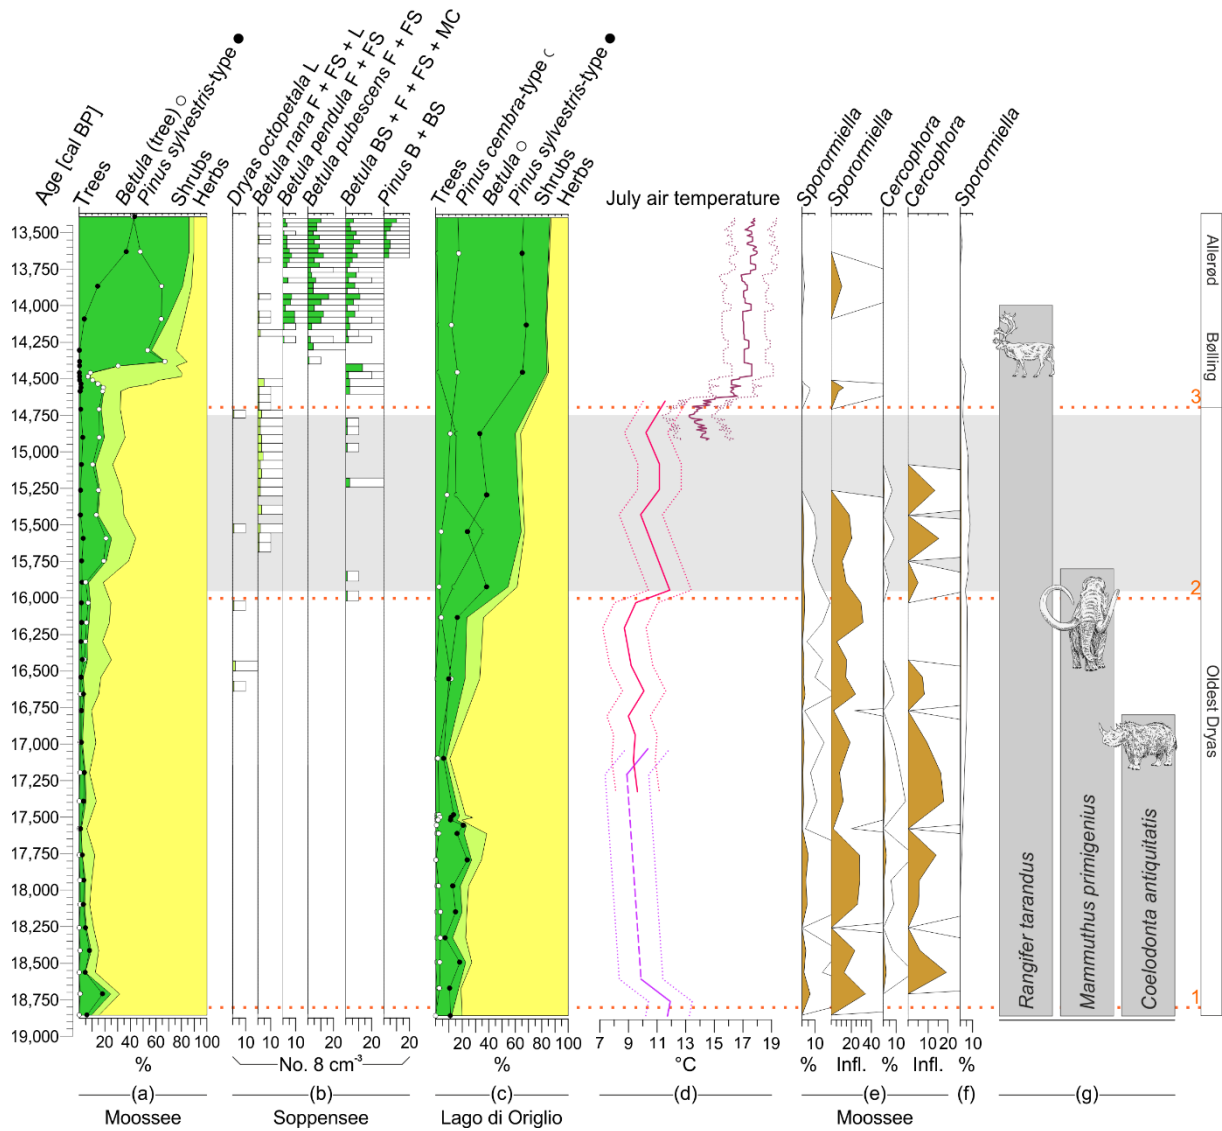 Age [cal BP]
Trees
Betula (tree)
Pinus sylvestris-type
Shrubs
Herbs
Dryas octopetala L
Betula nana F + FS + L
Betula pendula F + FS
Betula pubescens F + FS
Betula BS + F + FS + MC
Pinus B + BS
Trees
Pinus cembra-type
Betula
Pinus sylvestris-type
Shrubs
Herbs
July air temperature
Sporormiella
Sporormiella
Cercophora
Cercophora
Sporormiella
13,500
13,750
14,000
14,250
14,500
14,750
15,000
15,250
15,500
15,750
16,000
16,250
16,500
16,750
17,000
17,250
17,500
17,750
18,000
18,250
18,500
18,750
19,000
3
2
1
Rangifer tarandus
Mammuthus primigenius
Coelodonta antiquitatis
Allerød
Bølling
Oldest Dryas
20 40 60 80 100
%
10 10 10 20 20 20
No. 8 cm-3
20 40 60 80 100
%
7 9 11 13 15 17 19
°C
10 20 40 10 10 20 10
% Infl. % Infl. %
(a) (b) (c) (d) (e) (f) (g)
Moossee Soppensee Lago di Origlio Moossee